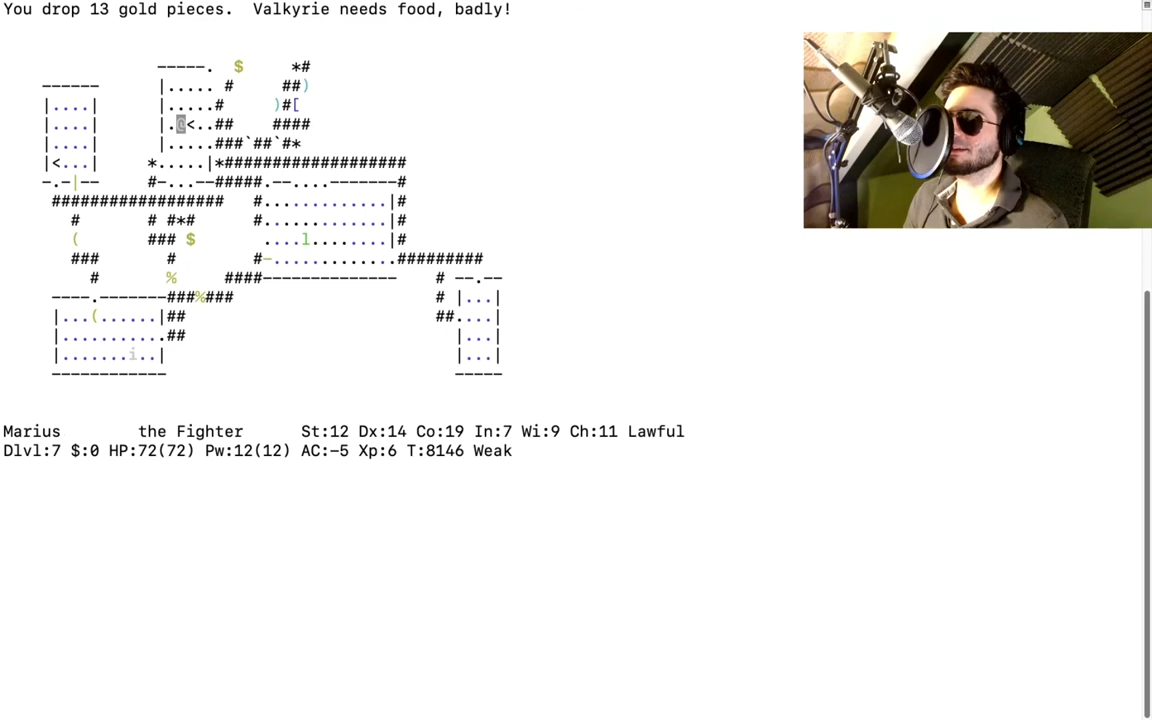 You drop 13 gold pieces.  Valkyrie needs food, badly!
-----.  $     *#
------       |..... #     ##)
|....|       |.....#     )#[
|....|       |.@<..##    ####
|....|       |.....###`##`#*
|<...|     *.....|*####################
-.-|--     #-...--#####.--....-------#
##################   #..............|#
#       # #*#      #..............|#
(       ### $       ....l........|#
###       #        #-.............#########
#       %     ####--------------    # --.--
----.-------###%###                     # |...|
|...(......|##                          ##....|
|...........##                            |...|
|.......i..|                              |...|
------------                              -----
Marius        the Fighter     St:12 Dx:14 Co:19 In:7 Wi:9 Ch:11 Lawful
Dlvl:7 $:0 HP:72(72) Pw:12(12) AC:-5 Xp:6 T:8146 Weak